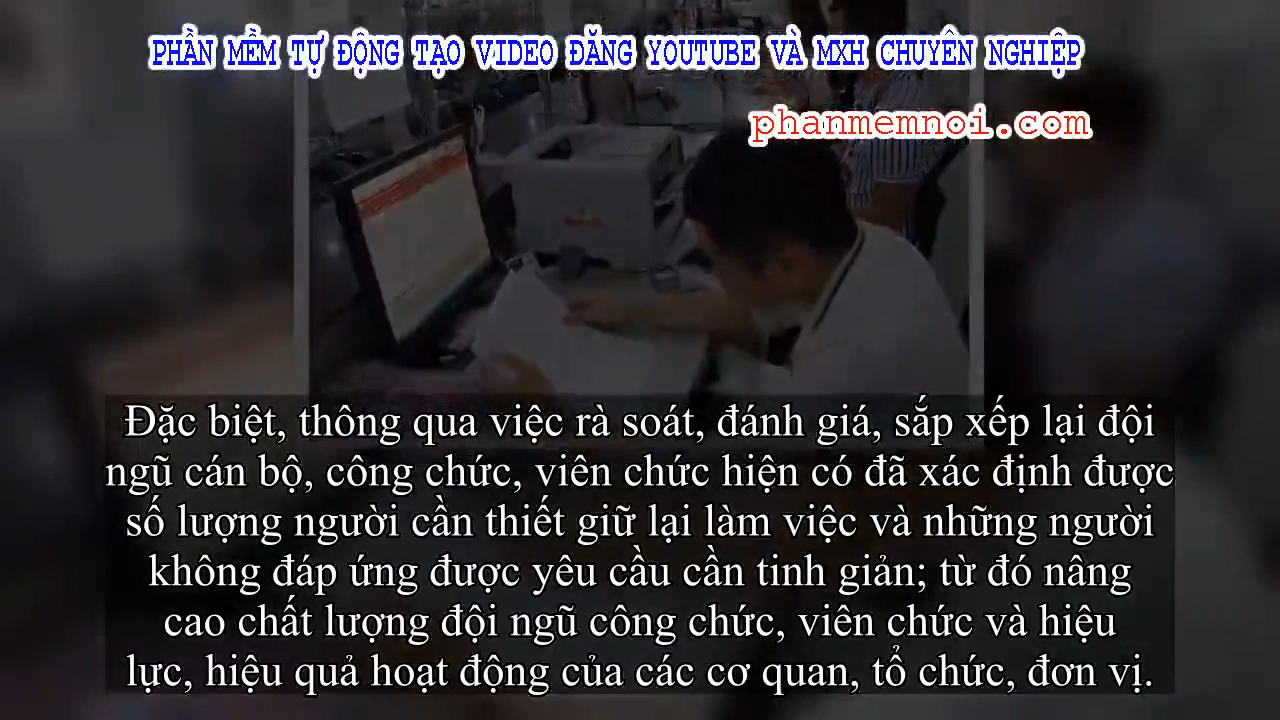 PHẦN MỀM TỰ ĐỘNG TẠO VIDEO ĐĂNG YOUTUBE VÀ MXH CHUYÊN NGHIỆP
phanmemnoi.com
Đặc biệt, thông qua việc rà soát, đánh giá, sắp xếp lại đội
ngũ cán bộ, công chức, viên chức hiện có đã xác định được
số lượng người cần thiết giữ lại làm việc và những người
không đáp ứng được yêu cầu cần tinh giản; từ đó nâng
cao chất lượng đội ngũ công chức, viên chức và hiệu
lực, hiệu quả hoạt động của các cơ quan, tổ chức, đơn vị.